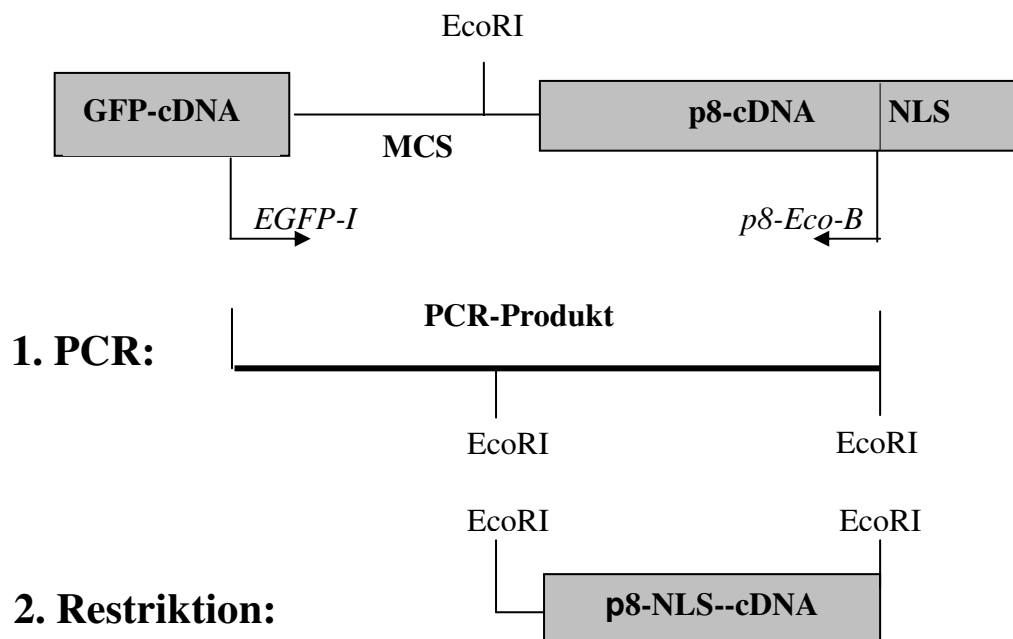 EcoRI
GFP-cDNA
p8-cDNA
NLS
MCS
EGFP-I
p8-Eco-B
PCR-Produkt
1. PCR:
EcoRI
EcoRI
EcoRI
EcoRI
2. Restriktion:
p8-NLS--cDNA